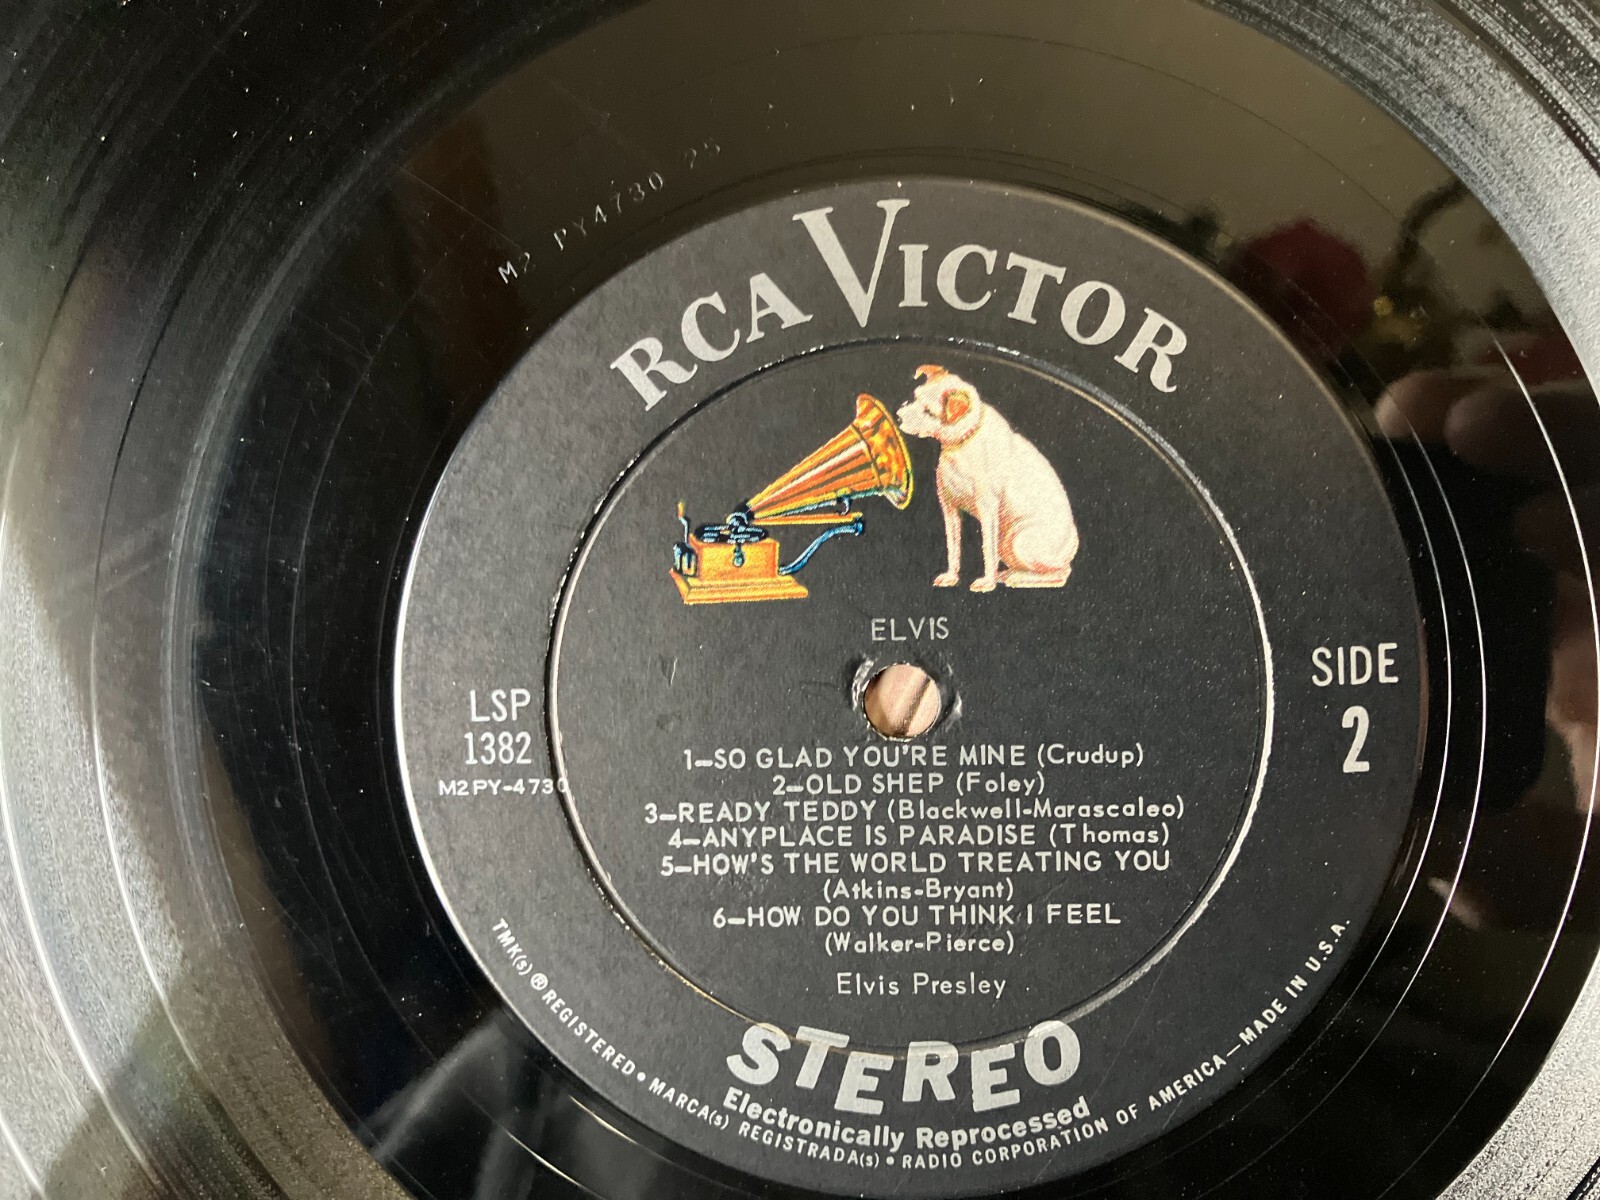 M2 PY4730 2S
RCA VICTOR
ELVIS
LSP
1382
M2PY-4730
SIDE
2
1—SO GLAD YOU'RE MINE (Crudup)
2—OLD SHEP (Foley)
3—READY TEDDY (Blackwell-Marascaleo)
4—ANYPLACE IS PARADISE (Thomas)
5—HOW'S THE WORLD TREATING YOU
(Atkins-Bryant)
6—HOW DO YOU THINK I FEEL
(Walker-Pierce)
Elvis Presley
STEREO
Electronically Reprocessed
TMK(s) ® REGISTERED • MARCA(s) REGISTRADA(s) • RADIO CORPORATION OF AMERICA—MADE IN U.S.A.